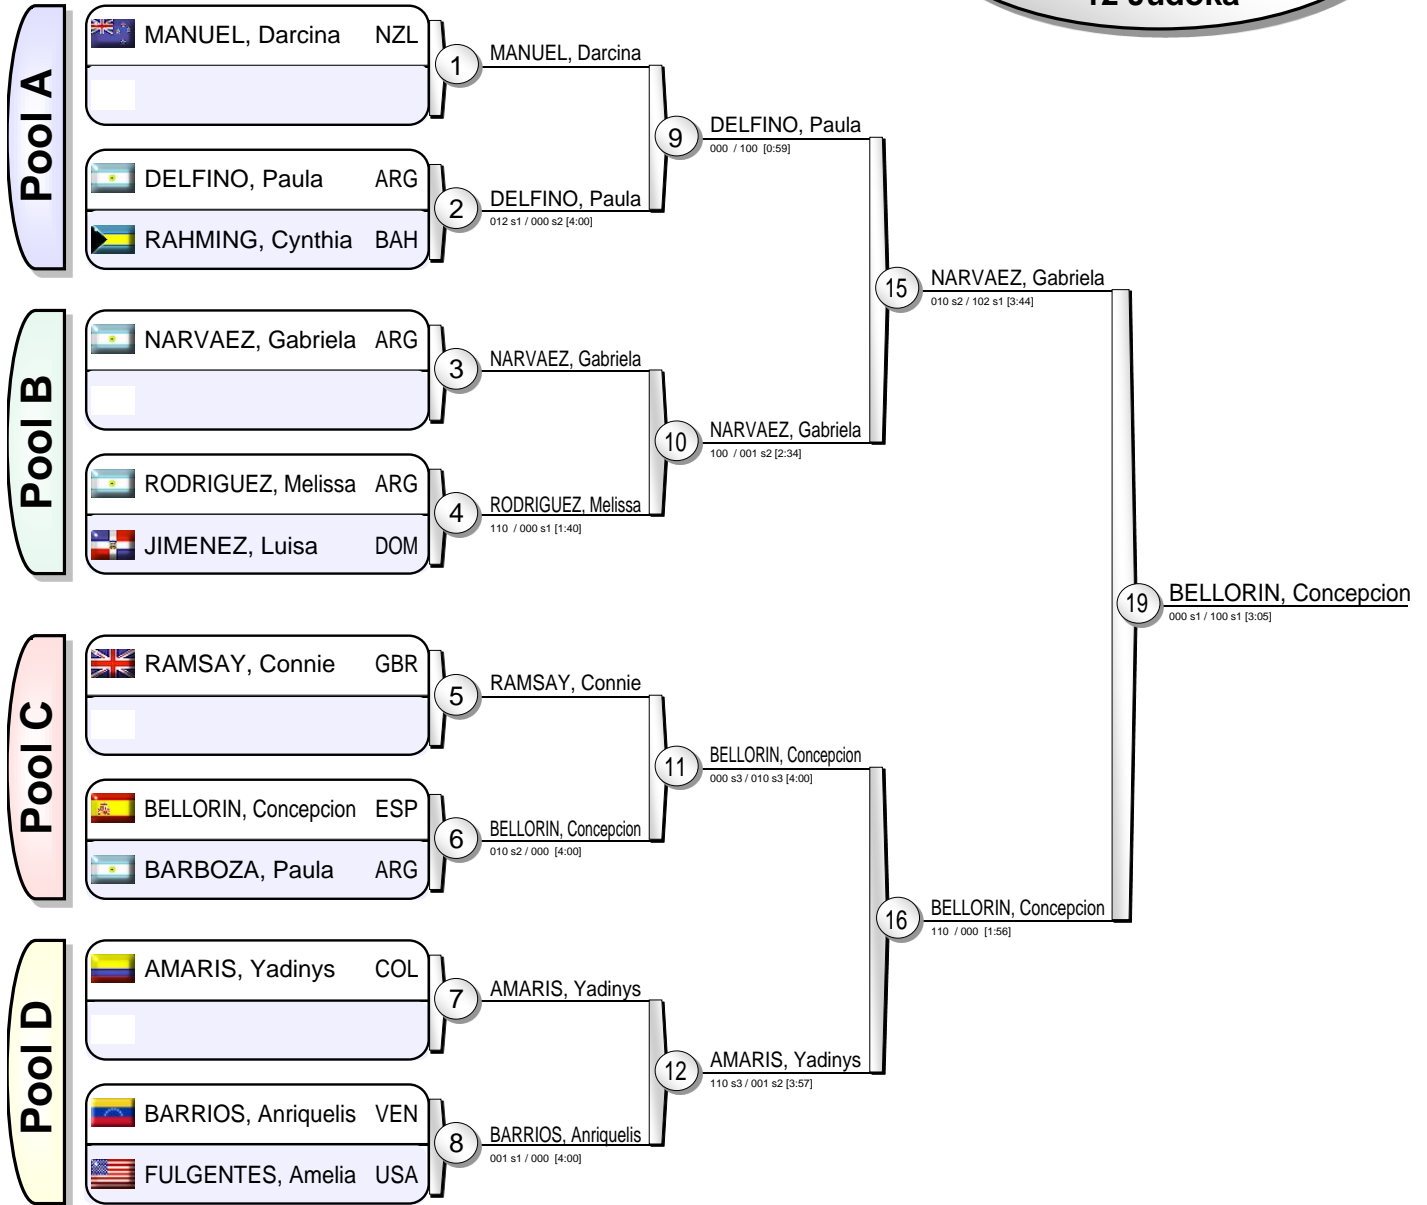 12 Judoka
Pool A
MANUEL, Darcina NZL
DELFINO, Paula ARG
RAHMING, Cynthia BAH
1
MANUEL, Darcina
2
DELFINO, Paula
012 s1 / 000 s2 [4:00]
9
DELFINO, Paula
000 / 100 [0:59]
Pool B
NARVAEZ, Gabriela ARG
RODRIGUEZ, Melissa ARG
JIMENEZ, Luisa DOM
3
NARVAEZ, Gabriela
4
RODRIGUEZ, Melissa
110 / 000 s1 [1:40]
10
NARVAEZ, Gabriela
100 / 001 s2 [2:34]
15
NARVAEZ, Gabriela
010 s2 / 102 s1 [3:44]
Pool C
RAMSAY, Connie GBR
BELLORIN, Concepcion ESP
BARBOZA, Paula ARG
5
RAMSAY, Connie
6
BELLORIN, Concepcion
010 s2 / 000 [4:00]
11
BELLORIN, Concepcion
000 s3 / 010 s3 [4:00]
Pool D
AMARIS, Yadinys COL
BARRIOS, Anriquelis VEN
FULGENTES, Amelia USA
7
AMARIS, Yadinys
8
BARRIOS, Anriquelis
001 s1 / 000 [4:00]
12
AMARIS, Yadinys
110 s3 / 001 s2 [3:57]
16
BELLORIN, Concepcion
110 / 000 [1:56]
19
BELLORIN, Concepcion
000 s1 / 100 s1 [3:05]